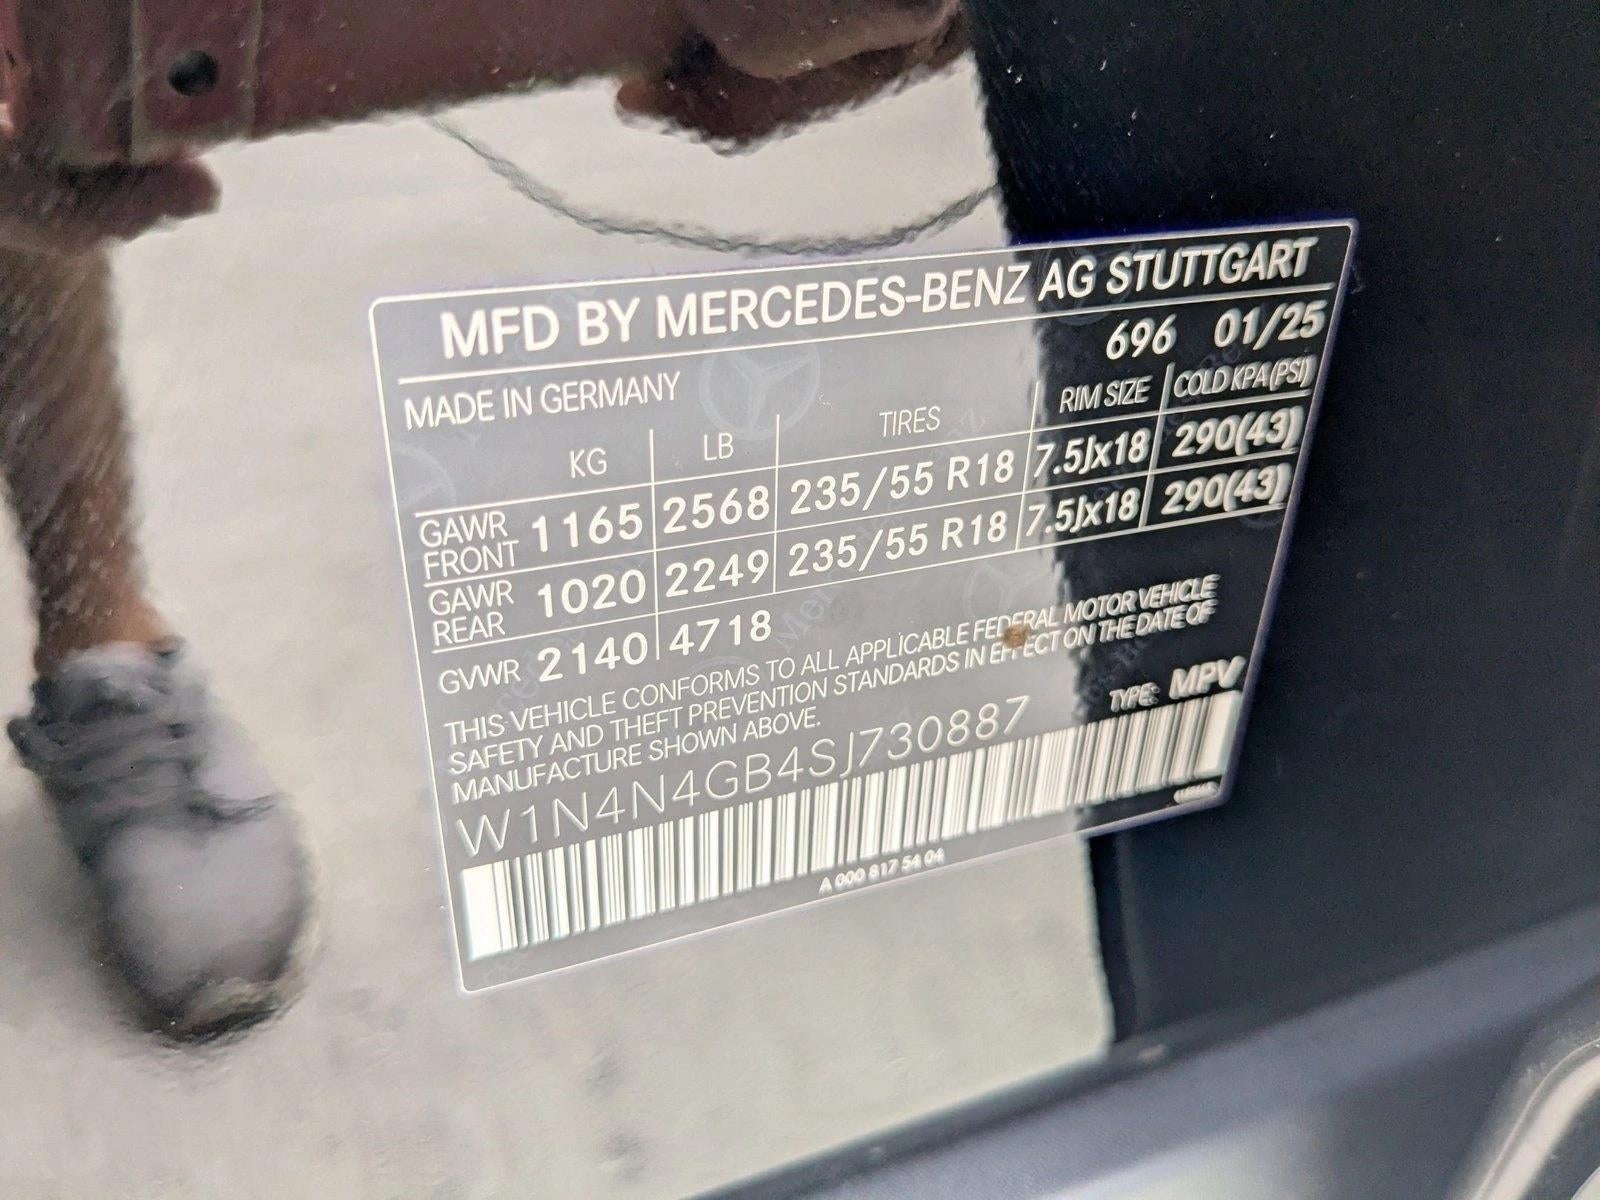 MFD BY MERCEDES-BENZ AG STUTTGART
696 01/25
MADE IN GERMANY
KG LB TIRES RIM SIZE COLD KPA(PSI)
GAWR FRONT 1165 2568 235/55 R18 7.5Jx18 290(43)
GAWR REAR 1020 2249 235/55 R18 7.5Jx18 290(43)
GVWR 2140 4718
THIS VEHICLE CONFORMS TO ALL APPLICABLE FEDERAL MOTOR VEHICLE
SAFETY AND THEFT PREVENTION STANDARDS IN EFFECT ON THE DATE OF
MANUFACTURE SHOWN ABOVE.
TYPE: MPV
W1N4N4GB4SJ730887
A 000 817 54 04